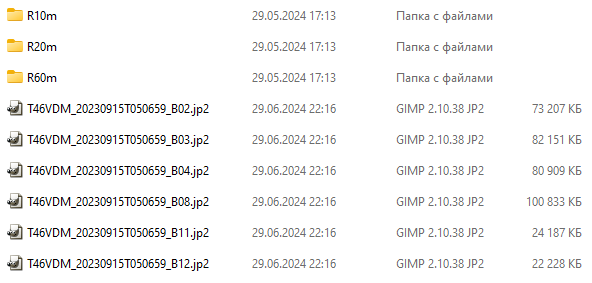 R10m 29.05.2024 17:13 Папка с файлами
R20m 29.05.2024 17:13 Папка с файлами
R60m 29.05.2024 17:13 Папка с файлами
T46VDM_20230915T050659_B02.jp2 29.06.2024 22:16 GIMP 2.10.38 JP2 73 207 КБ
T46VDM_20230915T050659_B03.jp2 29.06.2024 22:16 GIMP 2.10.38 JP2 82 151 КБ
T46VDM_20230915T050659_B04.jp2 29.06.2024 22:16 GIMP 2.10.38 JP2 80 909 КБ
T46VDM_20230915T050659_B08.jp2 29.06.2024 22:16 GIMP 2.10.38 JP2 100 833 КБ
T46VDM_20230915T050659_B11.jp2 29.06.2024 22:16 GIMP 2.10.38 JP2 24 187 КБ
T46VDM_20230915T050659_B12.jp2 29.06.2024 22:16 GIMP 2.10.38 JP2 22 228 КБ